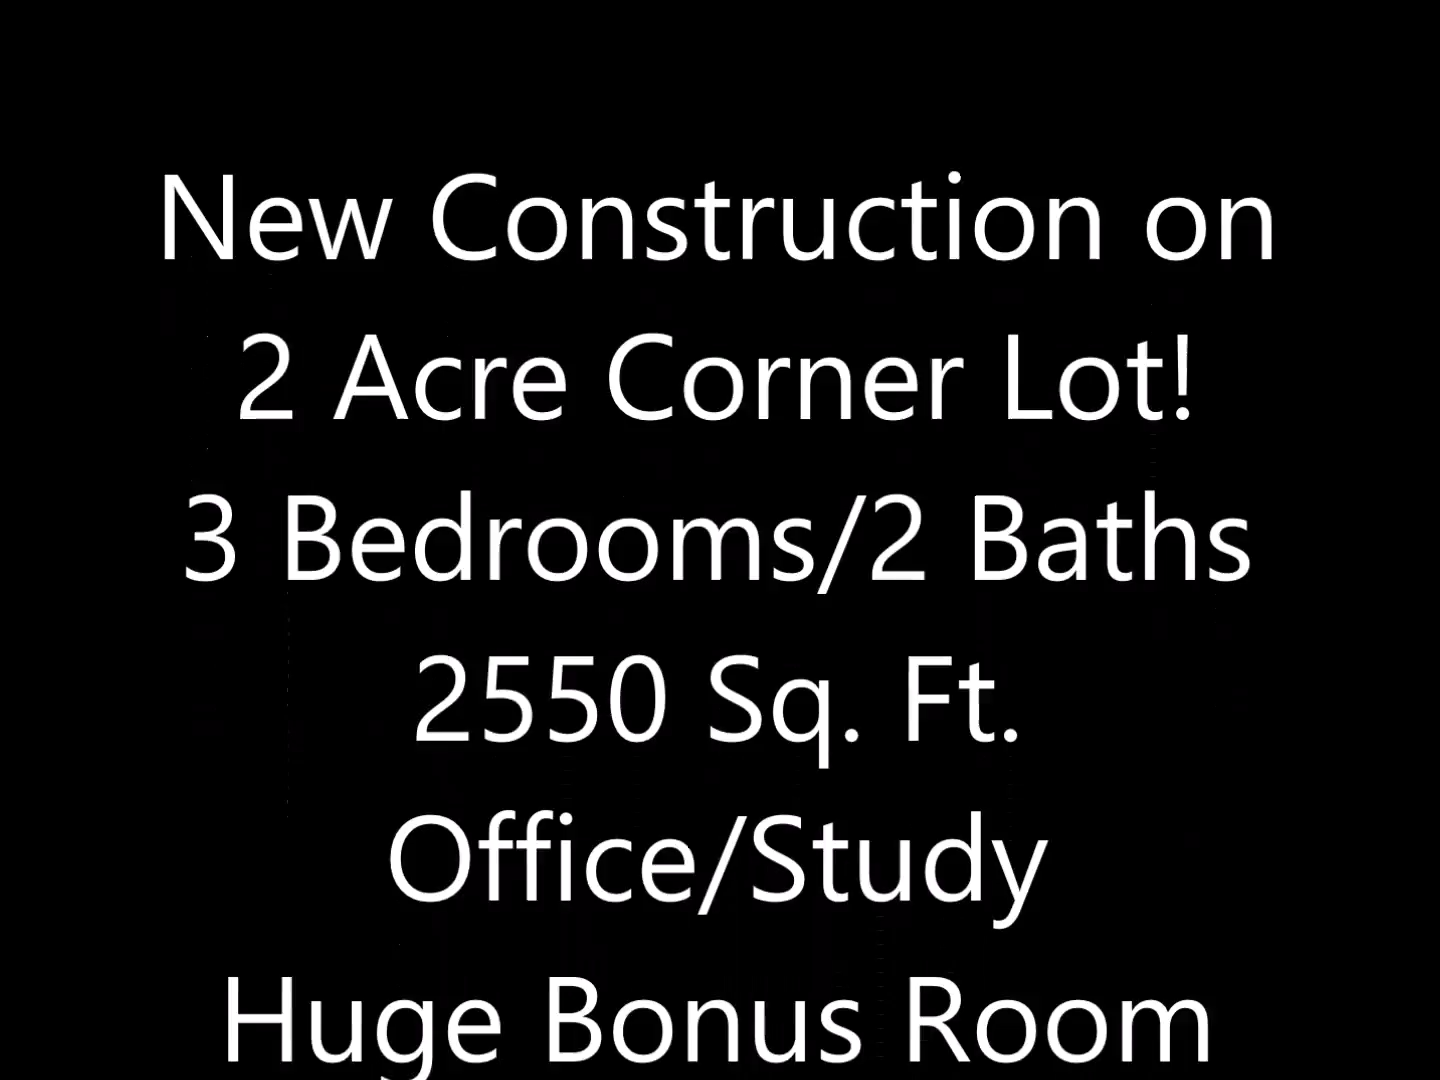 New Construction on
2 Acre Corner Lot!
3 Bedrooms/2 Baths
2550 Sq. Ft.
Office/Study
Huge Bonus Room